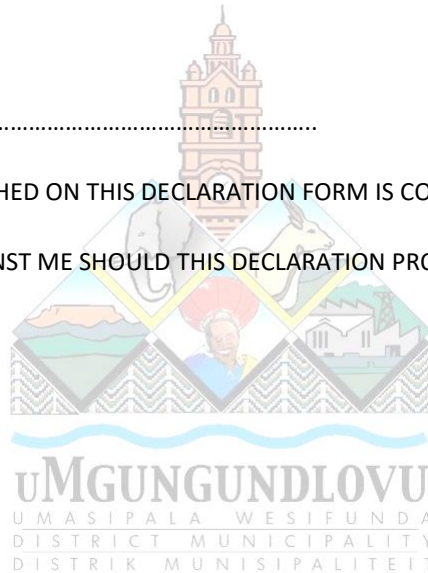 ………………………………………………..
HED ON THIS DECLARATION FORM IS CO
NST ME SHOULD THIS DECLARATION PRO
uMGUNGUNDLOVU
UMASIPALA WESIFUNDA
DISTRICT MUNICIPALITY
DISTRIK MUNISIPALITEIT